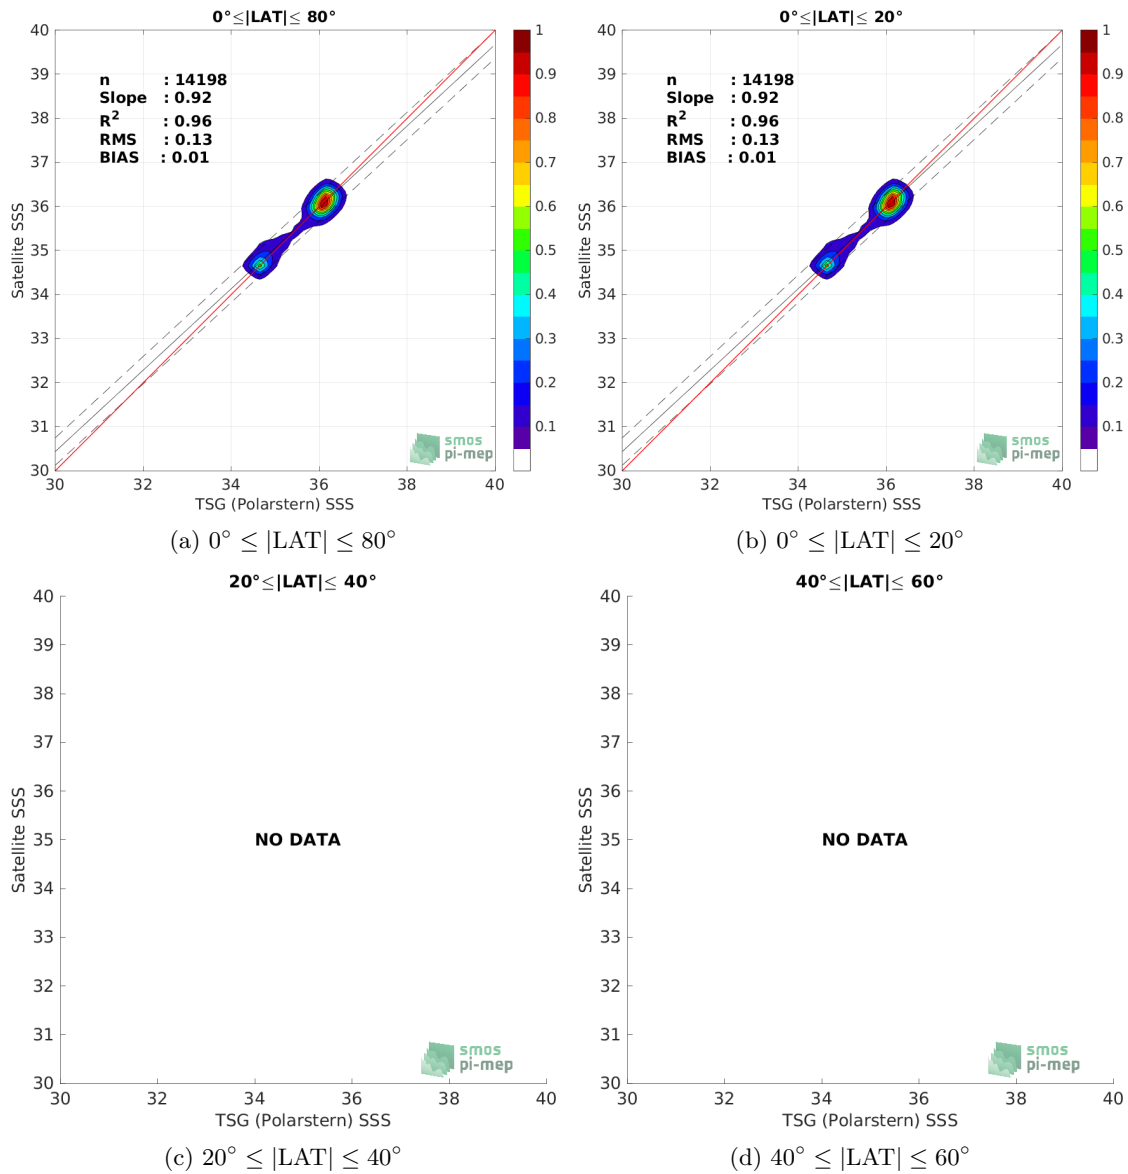 0°≤|LAT|≤ 80°
40
39
38
37
36
35
34
33
32
31
30
Satellite SSS
n : 14198
Slope : 0.92
R² : 0.96
RMS : 0.13
BIAS : 0.01
smos
pi-mep
30 32 34 36 38 40
TSG (Polarstern) SSS
1
0.9
0.8
0.7
0.6
0.5
0.4
0.3
0.2
0.1
(a) 0° ≤ |LAT| ≤ 80°
0°≤|LAT|≤ 20°
40
39
38
37
36
35
34
33
32
31
30
Satellite SSS
n : 14198
Slope : 0.92
R² : 0.96
RMS : 0.13
BIAS : 0.01
smos
pi-mep
30 32 34 36 38 40
TSG (Polarstern) SSS
1
0.9
0.8
0.7
0.6
0.5
0.4
0.3
0.2
0.1
(b) 0° ≤ |LAT| ≤ 20°
20°≤|LAT|≤ 40°
40
39
38
37
36
35
34
33
32
31
30
Satellite SSS
NO DATA
smos
pi-mep
30 32 34 36 38 40
TSG (Polarstern) SSS
(c) 20° ≤ |LAT| ≤ 40°
40°≤|LAT|≤ 60°
40
39
38
37
36
35
34
33
32
31
30
Satellite SSS
NO DATA
smos
pi-mep
30 32 34 36 38 40
TSG (Polarstern) SSS
(d) 40° ≤ |LAT| ≤ 60°